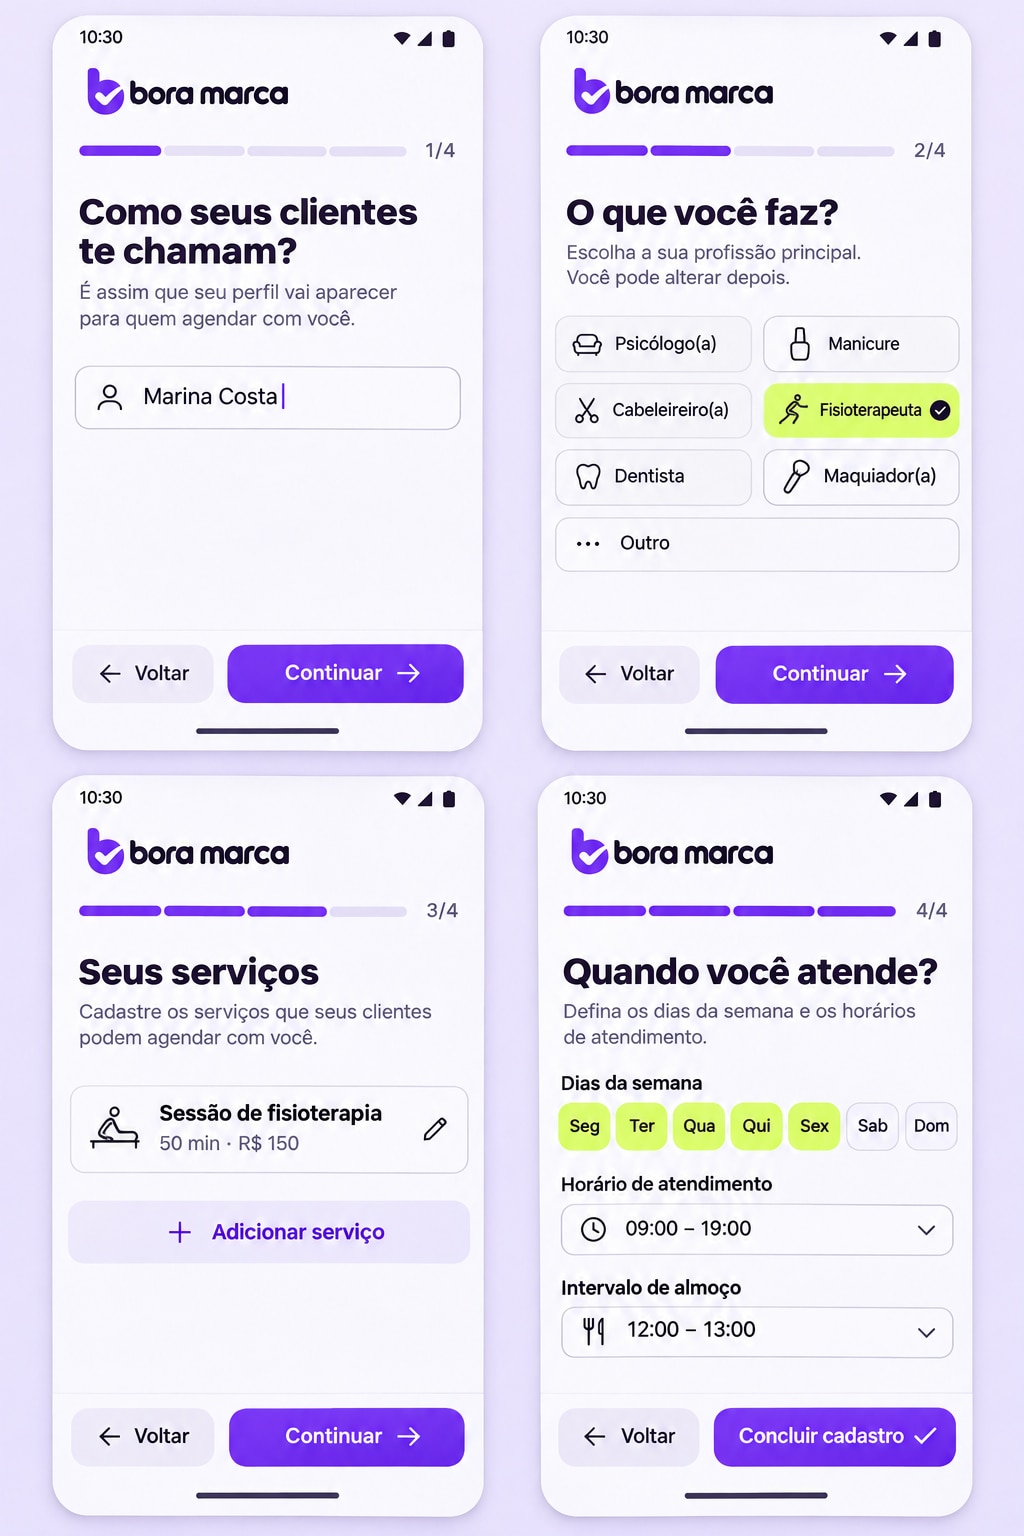 10:30
bora marca
1/4
Como seus clientes
te chamam?
É assim que seu perfil vai aparecer
para quem agendar com você.
Marina Costa
Voltar
Continuar
10:30
bora marca
2/4
O que você faz?
Escolha a sua profissão principal.
Você pode alterar depois.
Psicólogo(a)
Manicure
Cabeleireiro(a)
Fisioterapeuta
Dentista
Maquiador(a)
Outro
Voltar
Continuar
10:30
bora marca
3/4
Seus serviços
Cadastre os serviços que seus clientes
podem agendar com você.
Sessão de fisioterapia
50 min · R$ 150
Adicionar serviço
Voltar
Continuar
10:30
bora marca
4/4
Quando você atende?
Defina os dias da semana e os horários
de atendimento.
Dias da semana
Seg Ter Qua Qui Sex Sab Dom
Horário de atendimento
09:00 – 19:00
Intervalo de almoço
12:00 – 13:00
Voltar
Concluir cadastro